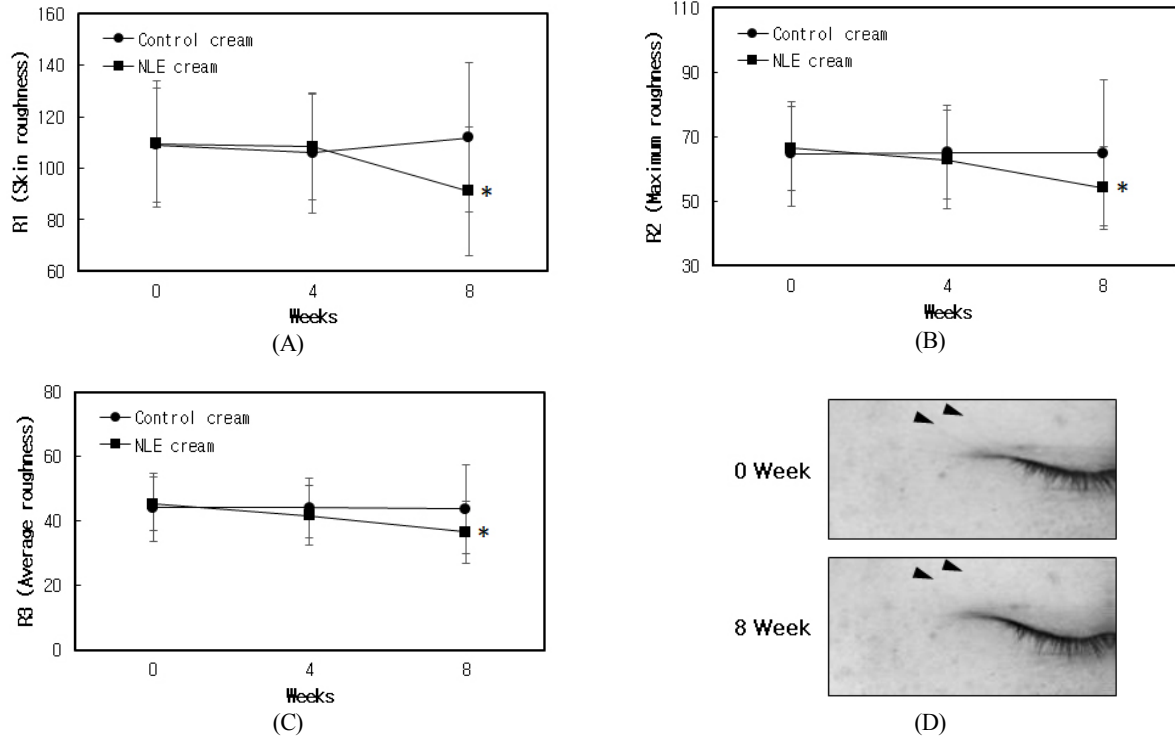 160
140
120
100
80
60
R1 (Skin roughness)
Control cream
NLE cream
*
0
4
8
Weeks
(A)
110
90
70
50
30
R2 (Maximum roughness)
Control cream
NLE cream
*
0
4
8
Weeks
(B)
80
60
40
20
0
R3 (Average roughness)
Control cream
NLE cream
*
0
4
8
Weeks
(C)
0 Week
8 Week
(D)